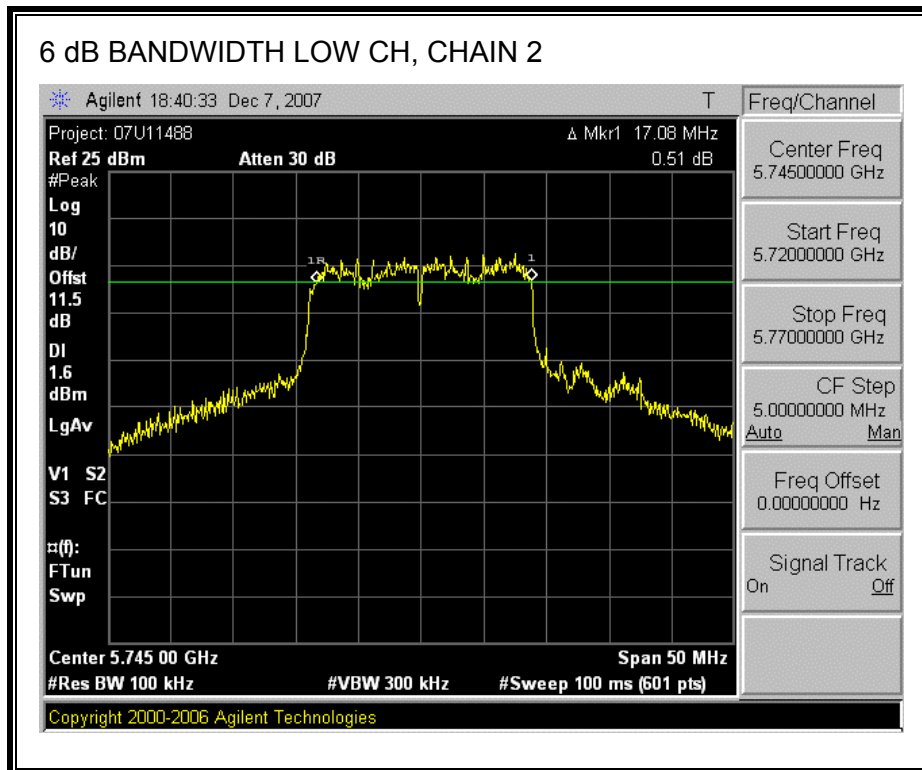 6 dB BANDWIDTH LOW CH, CHAIN 2
Agilent 18:40:33 Dec 7, 2007 T
Freq/Channel
Project: 07U11488 Δ Mkr1 17.08 MHz
Ref 25 dBm Atten 30 dB 0.51 dB
#Peak
Log
10
dB/
Offst
11.5
dB
DI
1.6
dBm
LgAv
V1 S2
S3 FC
¤(f):
FTun
Swp
1R
1
Center 5.745 00 GHz Span 50 MHz
#Res BW 100 kHz #VBW 300 kHz #Sweep 100 ms (601 pts)
Center Freq
5.74500000 GHz
Start Freq
5.72000000 GHz
Stop Freq
5.77000000 GHz
CF Step
5.00000000 MHz
Auto Man
Freq Offset
0.00000000 Hz
Signal Track
On Off
Copyright 2000-2006 Agilent Technologies